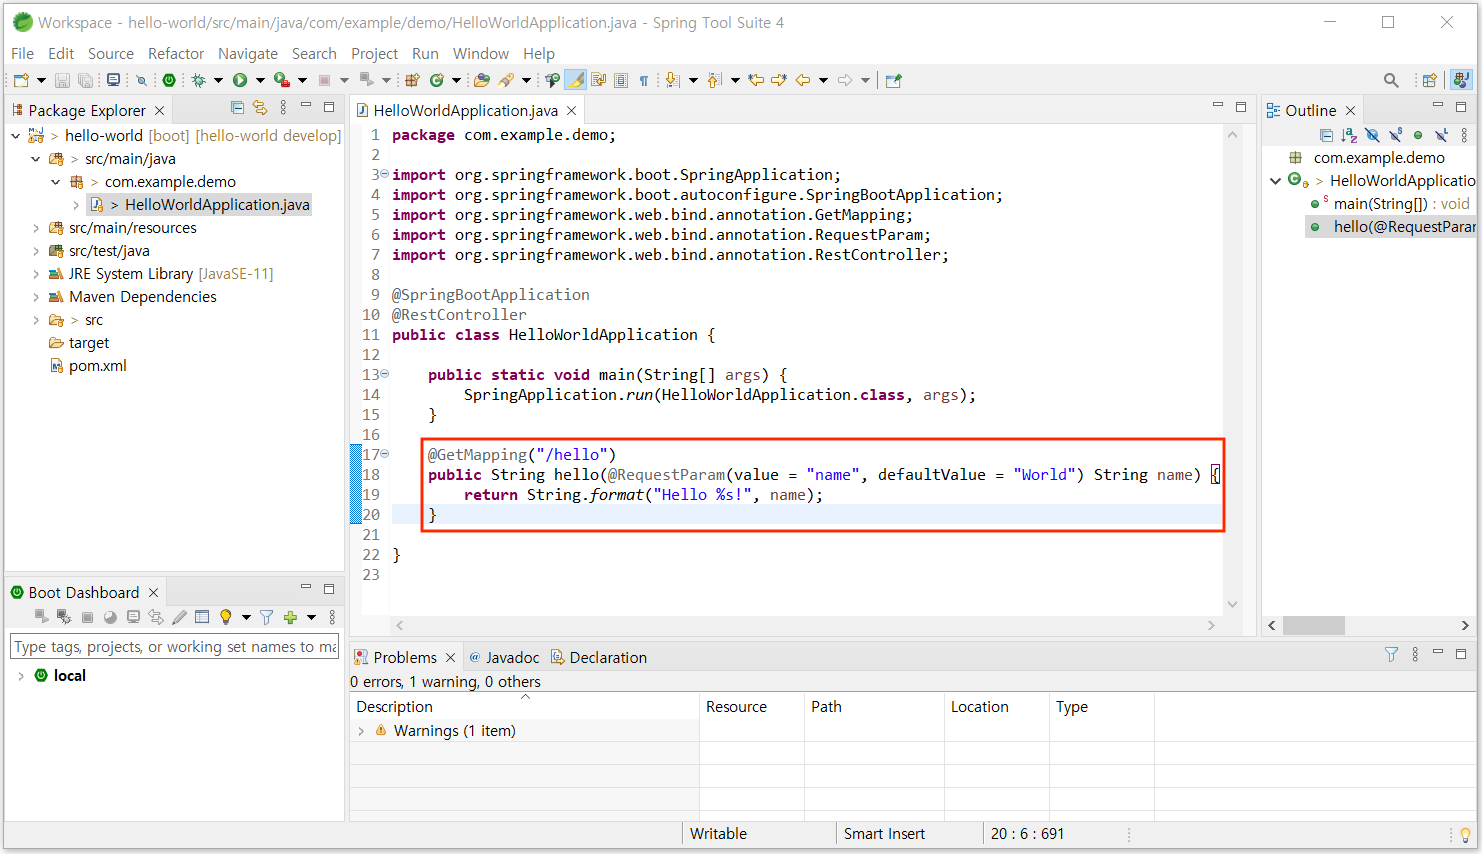 Workspace - hello-world/src/main/java/com/example/demo/HelloWorldApplication.java - Spring Tool Suite 4
File Edit Source Refactor Navigate Search Project Run Window Help
Package Explorer
hello-world [boot] [hello-world develop]
> src/main/java
> com.example.demo
> HelloWorldApplication.java
src/main/resources
src/test/java
JRE System Library [JavaSE-11]
Maven Dependencies
> src
target
pom.xml
Boot Dashboard
Type tags, projects, or working set names to ma
local
HelloWorldApplication.java
1 package com.example.demo;
2
3 import org.springframework.boot.SpringApplication;
4 import org.springframework.boot.autoconfigure.SpringBootApplication;
5 import org.springframework.web.bind.annotation.GetMapping;
6 import org.springframework.web.bind.annotation.RequestParam;
7 import org.springframework.web.bind.annotation.RestController;
8
9 @SpringBootApplication
10 @RestController
11 public class HelloWorldApplication {
12
13 public static void main(String[] args) {
14 SpringApplication.run(HelloWorldApplication.class, args);
15 }
16
17 @GetMapping("/hello")
18 public String hello(@RequestParam(value = "name", defaultValue = "World") String name) {
19 return String.format("Hello %s!", name);
20 }
21
22 }
23
Outline
com.example.demo
> HelloWorldApplicatio
main(String[]) : void
hello(@RequestParar
Problems @ Javadoc Declaration
0 errors, 1 warning, 0 others
Description Resource Path Location Type
Warnings (1 item)
Writable Smart Insert 20 : 6 : 691